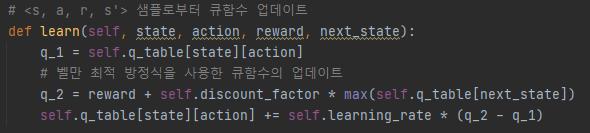 # <s, a, r, s'> 샘플로부터 큐함수 업데이트
def learn(self, state, action, reward, next_state):
    q_1 = self.q_table[state][action]
    # 벨만 최적 방정식을 사용한 큐함수의 업데이트
    q_2 = reward + self.discount_factor * max(self.q_table[next_state])
    self.q_table[state][action] += self.learning_rate * (q_2 - q_1)